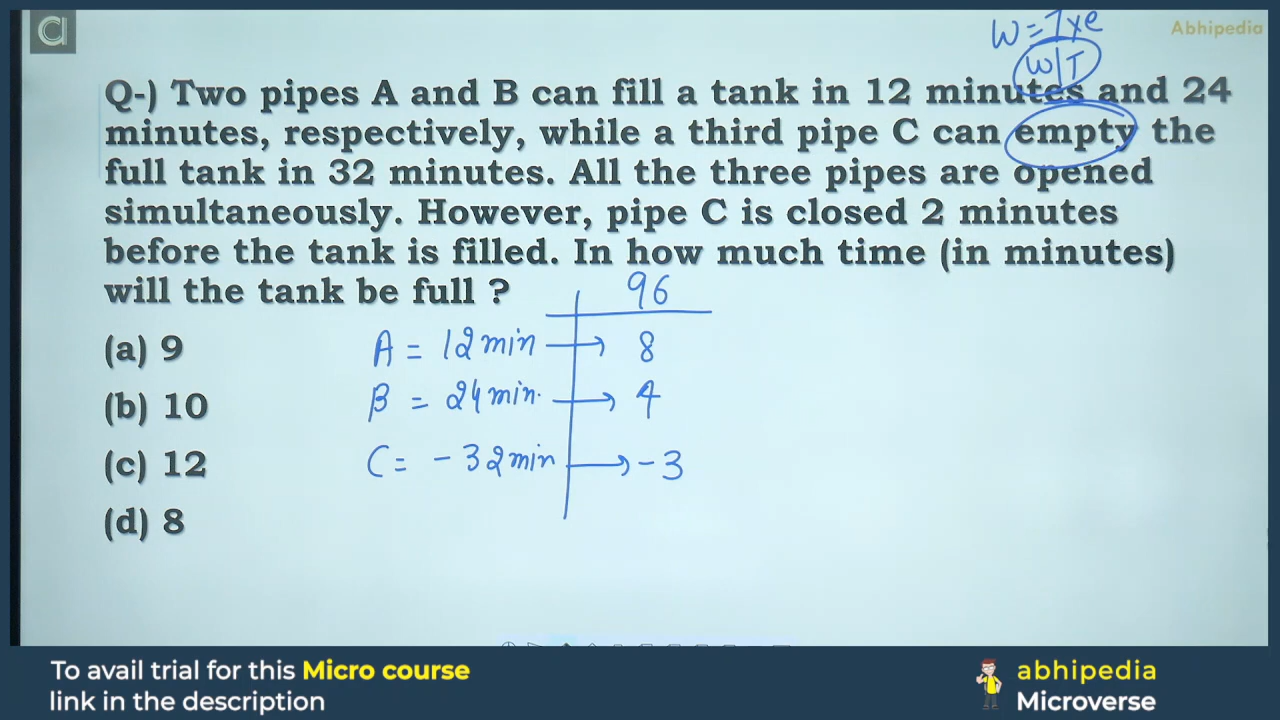 W = T x e
W/T
Abhipedia
Q-) Two pipes A and B can fill a tank in 12 minutes and 24
minutes, respectively, while a third pipe C can empty the
full tank in 32 minutes. All the three pipes are opened
simultaneously. However, pipe C is closed 2 minutes
before the tank is filled. In how much time (in minutes)
will the tank be full ?
96
(a) 9
A = 12 min → 8
(b) 10
B = 24 min. → 4
(c) 12
C = - 32 min → -3
(d) 8
To avail trial for this Micro course
link in the description
abhipedia
Microverse